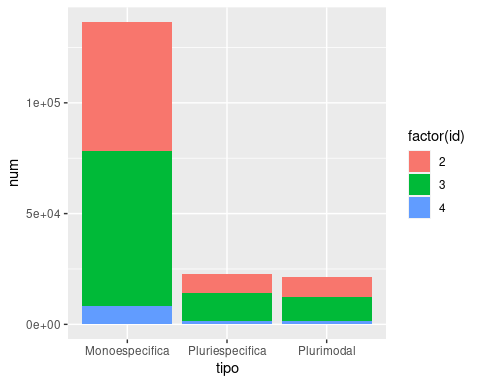 num
1e+05
5e+04
0e+00
Monoespecifica Pluriespecifica Plurimodal
tipo
factor(id)
2
3
4